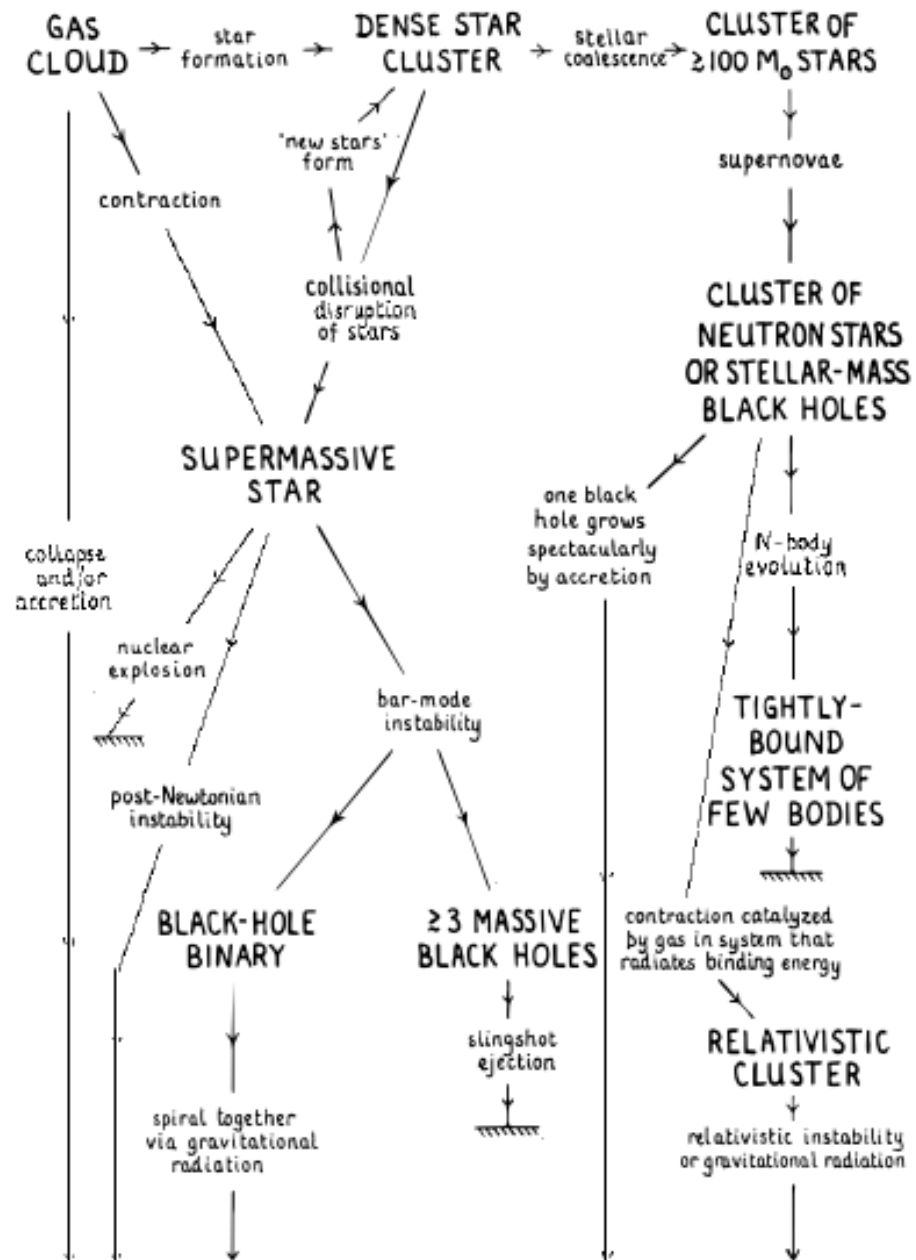 GAS
CLOUD
star
formation
DENSE STAR
CLUSTER
stellar
coalescence
CLUSTER OF
≥100 M⊙ STARS
'new stars'
form
supernovae
contraction
collisional
disruption
of stars
CLUSTER OF
NEUTRON STARS
OR STELLAR-MASS
BLACK HOLES
SUPERMASSIVE
STAR
one black
hole grows
spectacularly
by accretion
N-body
evolution
collapse
and/or
accretion
nuclear
explosion
bar-mode
instability
TIGHTLY-
BOUND
SYSTEM OF
FEW BODIES
post-Newtonian
instability
BLACK-HOLE
BINARY
≥3 MASSIVE
BLACK HOLES
contraction catalyzed
by gas in system that
radiates binding energy
slingshot
ejection
RELATIVISTIC
CLUSTER
spiral together
via gravitational
radiation
relativistic instability
or gravitational radiation